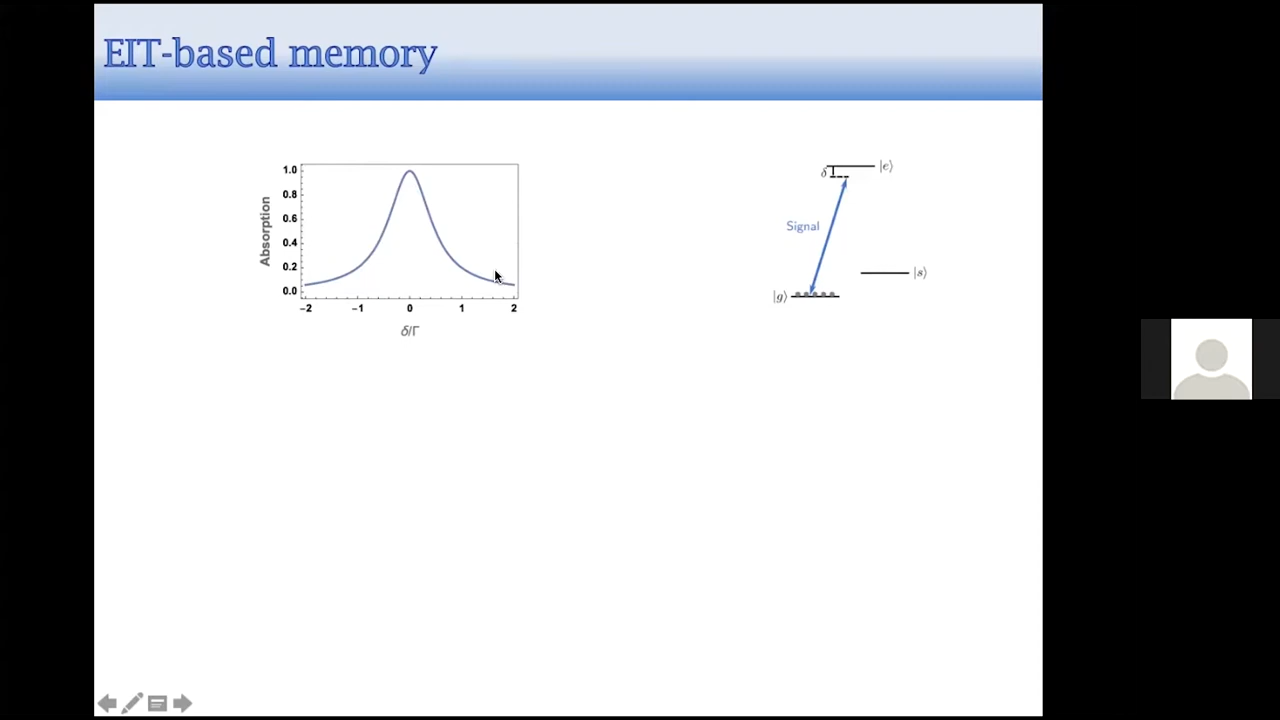 EIT-based memory
Absorption
1.0
0.8
0.6
0.4
0.2
0.0
−2 −1 0 1 2
δ/Γ
δ |e⟩
Signal
|s⟩
|g⟩